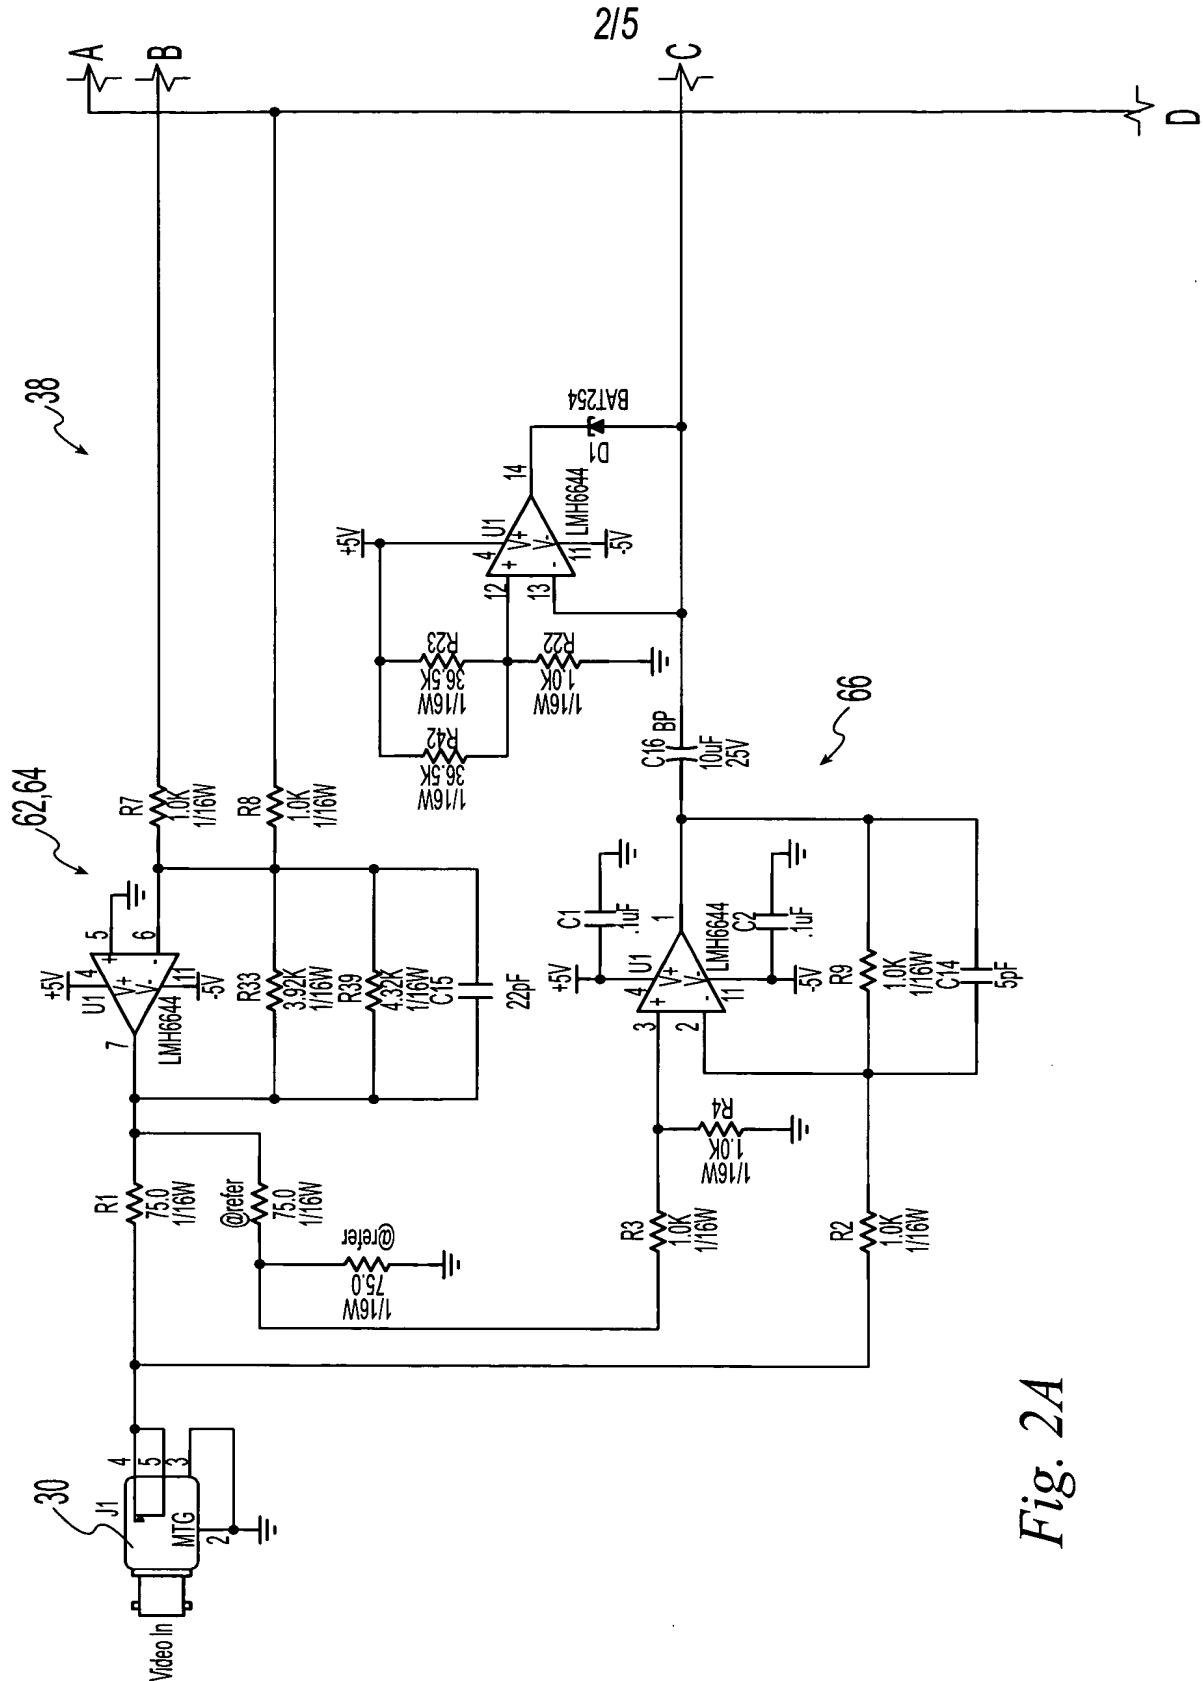 2/5
A
B
C
D
38
62,64
66
30
Video In
J1
4
5
3
MTG
2
R1
75.0
1/16W
@refer
75.0
1/16W
@refer
75.0
1/16W
+5V
U1
4
V+
V-
11
-5V
+
-
5
6
7
LMH6644
R7
1.0K
1/16W
R8
1.0K
1/16W
R33
3.92K
1/16W
R39
4.32K
1/16W
C15
22pF
R3
1.0K
1/16W
R4
1.0K
1/16W
R2
1.0K
1/16W
+5V
C1
.1uF
U1
4
V+
V-
11
+
-
3
2
1
LMH6644
C2
.1uF
-5V
R9
1.0K
1/16W
C14
5pF
C16
BP
10uF
25V
+5V
R42
36.5K
1/16W
R23
36.5K
1/16W
R22
1.0K
1/16W
12
13
14
U1
4
V+
V-
11
+
-
LMH6644
-5V
D1
BAT254
Fig. 2A